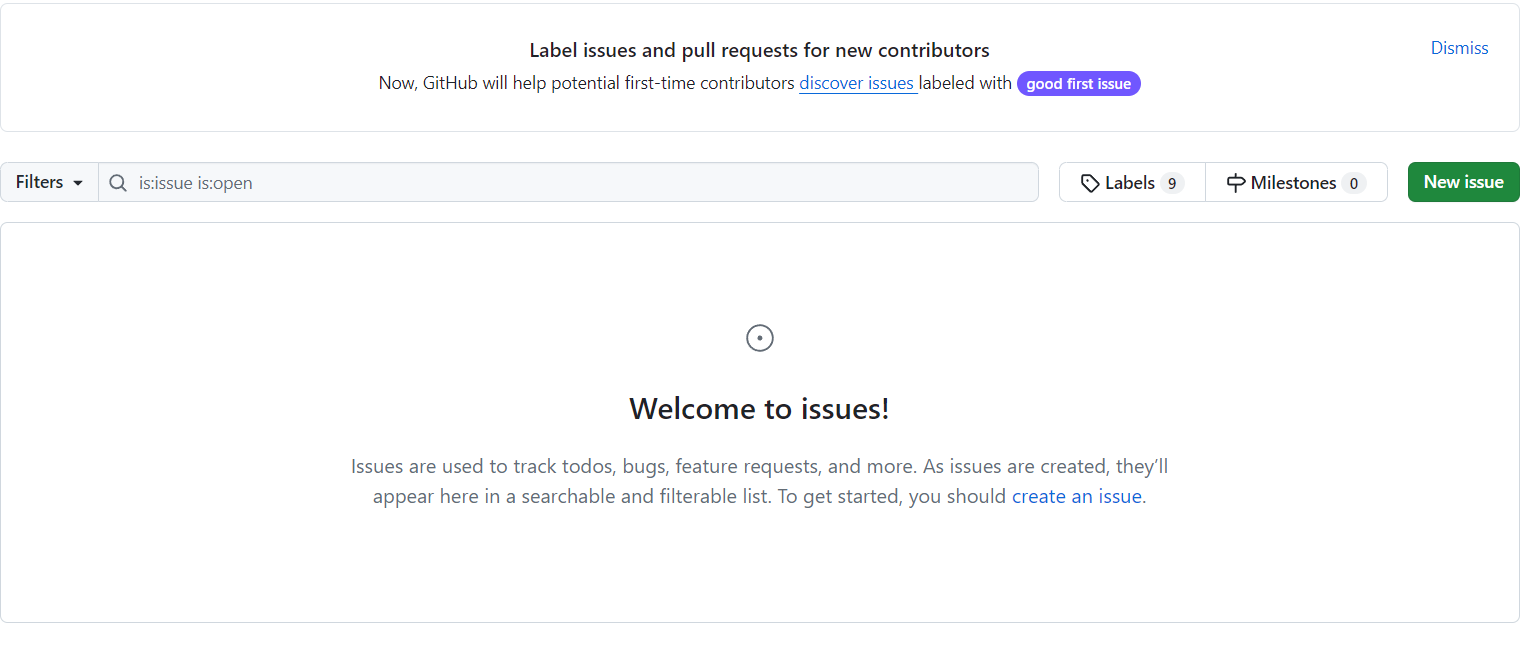 Label issues and pull requests for new contributors
Dismiss
Now, GitHub will help potential first-time contributors discover issues labeled with good first issue
Filters is:issue is:open Labels 9 Milestones 0 New issue
Welcome to issues!
Issues are used to track todos, bugs, feature requests, and more. As issues are created, they’ll
appear here in a searchable and filterable list. To get started, you should create an issue.